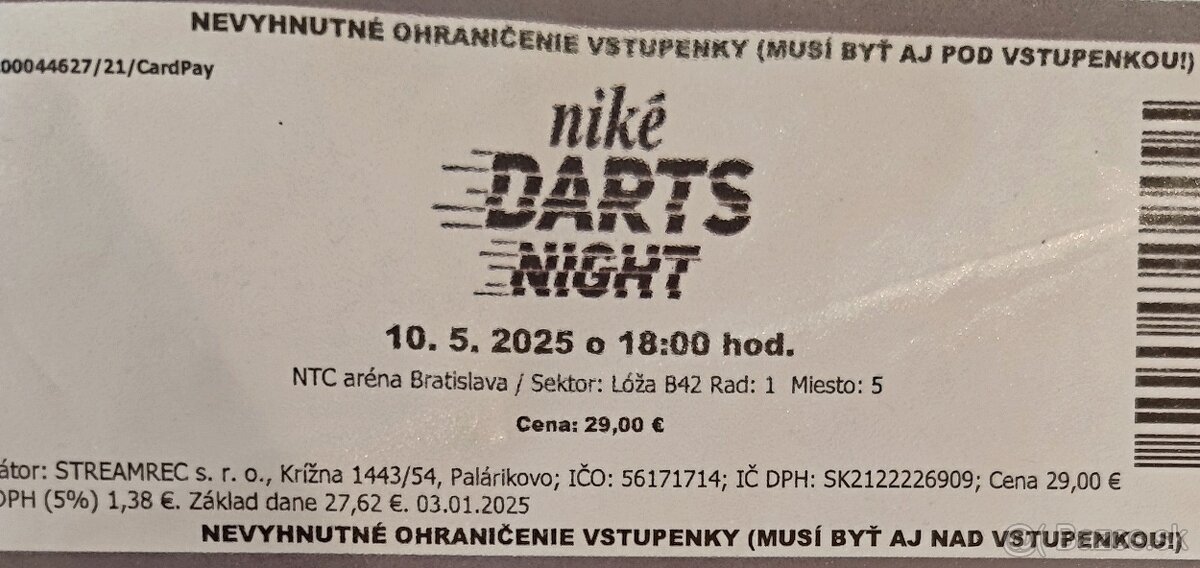 NEVYHNUTNÉ OHRANIČENIE VSTUPENKY (MUSÍ BYŤ AJ POD VSTUPENKOU!)
00044627/21/CardPay
niké
DARTS
NIGHT
10. 5. 2025 o 18:00 hod.
NTC aréna Bratislava / Sektor: Lóža B42 Rad: 1 Miesto: 5
Cena: 29,00 €
átor: STREAMREC s. r. o., Krížna 1443/54, Palárikovo; IČO: 56171714; IČ DPH: SK2122226909; Cena 29,00 €
DPH (5%) 1,38 €. Základ dane 27,62 €. 03.01.2025
NEVYHNUTNÉ OHRANIČENIE VSTUPENKY (MUSÍ BYŤ AJ NAD VSTUPENKOU!)
Bazos.sk